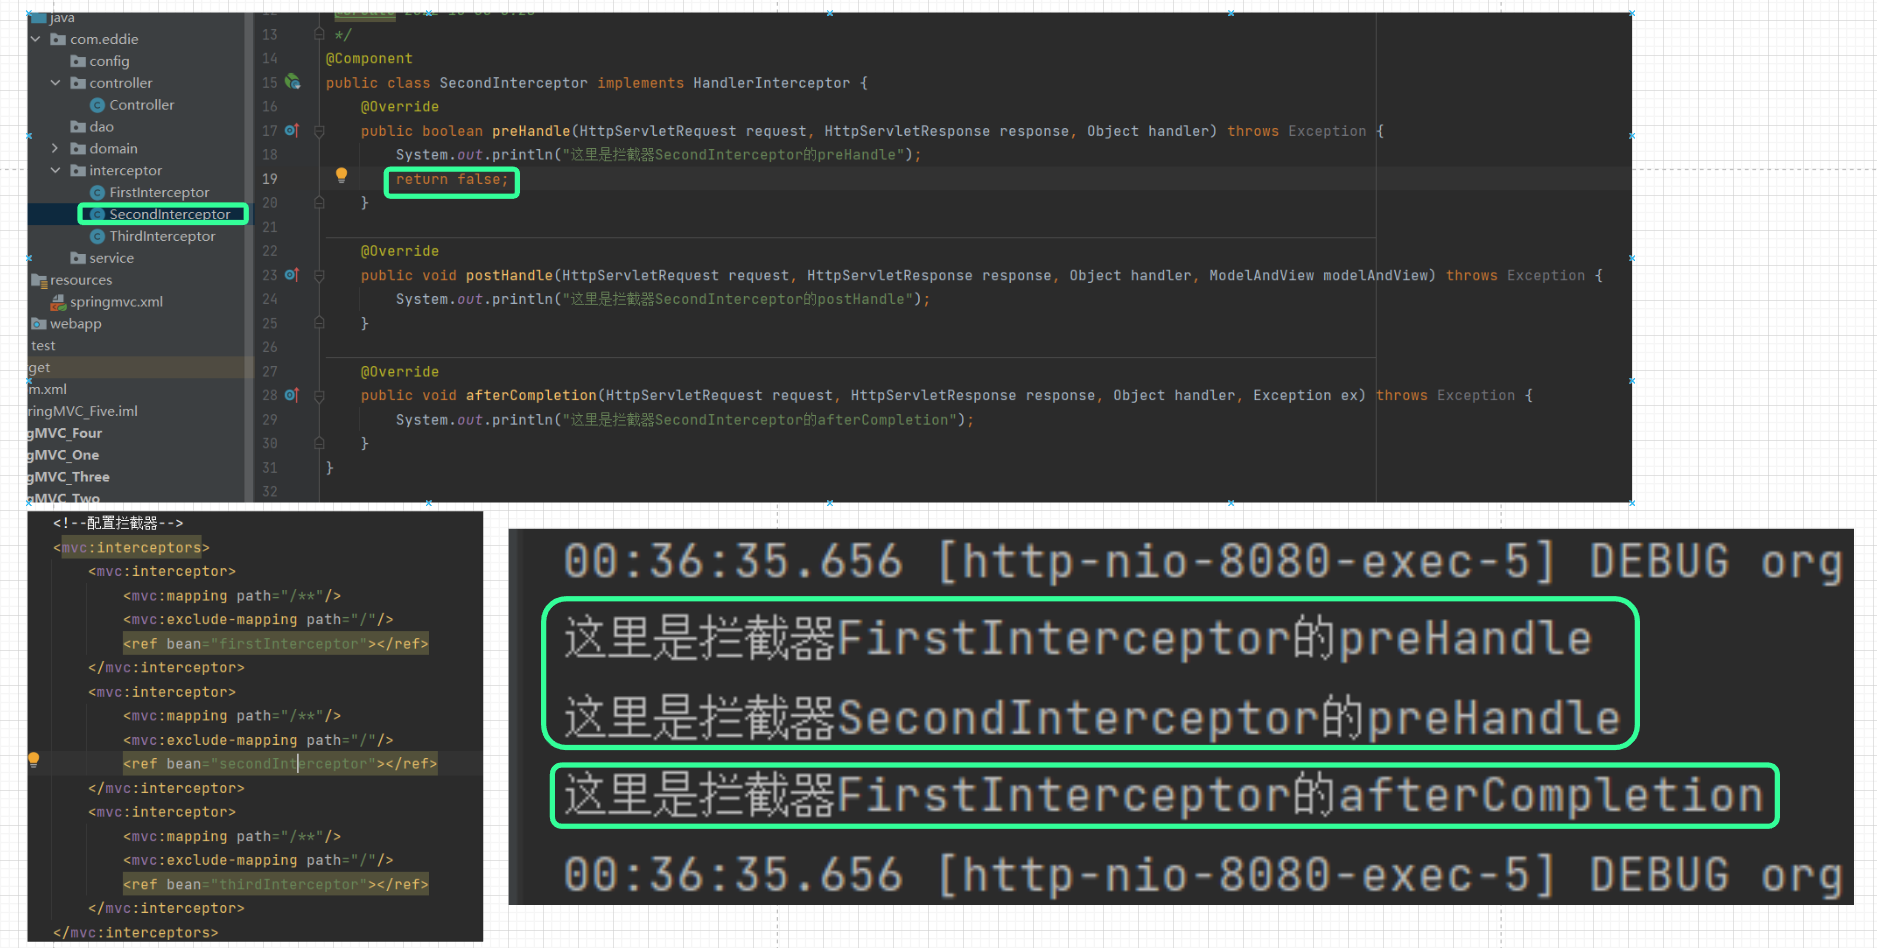 java
com.eddie
config
controller
Controller
dao
domain
interceptor
FirstInterceptor
SecondInterceptor
ThirdInterceptor
service
resources
springmvc.xml
webapp
test
get
m.xml
ringMVC_Five.iml
gMVC_Four
gMVC_One
gMVC_Three
gMVC_Two
13 */
14 @Component
15 public class SecondInterceptor implements HandlerInterceptor {
16 @Override
17 public boolean preHandle(HttpServletRequest request, HttpServletResponse response, Object handler) throws Exception {
18 System.out.println("这里是拦截器SecondInterceptor的preHandle");
19 return false;
20 }
21
22 @Override
23 public void postHandle(HttpServletRequest request, HttpServletResponse response, Object handler, ModelAndView modelAndView) throws Exception {
24 System.out.println("这里是拦截器SecondInterceptor的postHandle");
25 }
26
27 @Override
28 public void afterCompletion(HttpServletRequest request, HttpServletResponse response, Object handler, Exception ex) throws Exception {
29 System.out.println("这里是拦截器SecondInterceptor的afterCompletion");
30 }
31 }
32
<!--配置拦截器-->
<mvc:interceptors>
<mvc:interceptor>
<mvc:mapping path="/**"/>
<mvc:exclude-mapping path="/"/>
<ref bean="firstInterceptor"></ref>
</mvc:interceptor>
<mvc:interceptor>
<mvc:mapping path="/**"/>
<mvc:exclude-mapping path="/"/>
<ref bean="secondInterceptor"></ref>
</mvc:interceptor>
<mvc:interceptor>
<mvc:mapping path="/**"/>
<mvc:exclude-mapping path="/"/>
<ref bean="thirdInterceptor"></ref>
</mvc:interceptor>
</mvc:interceptors>
00:36:35.656 [http-nio-8080-exec-5] DEBUG org
这里是拦截器FirstInterceptor的preHandle
这里是拦截器SecondInterceptor的preHandle
这里是拦截器FirstInterceptor的afterCompletion
00:36:35.656 [http-nio-8080-exec-5] DEBUG org